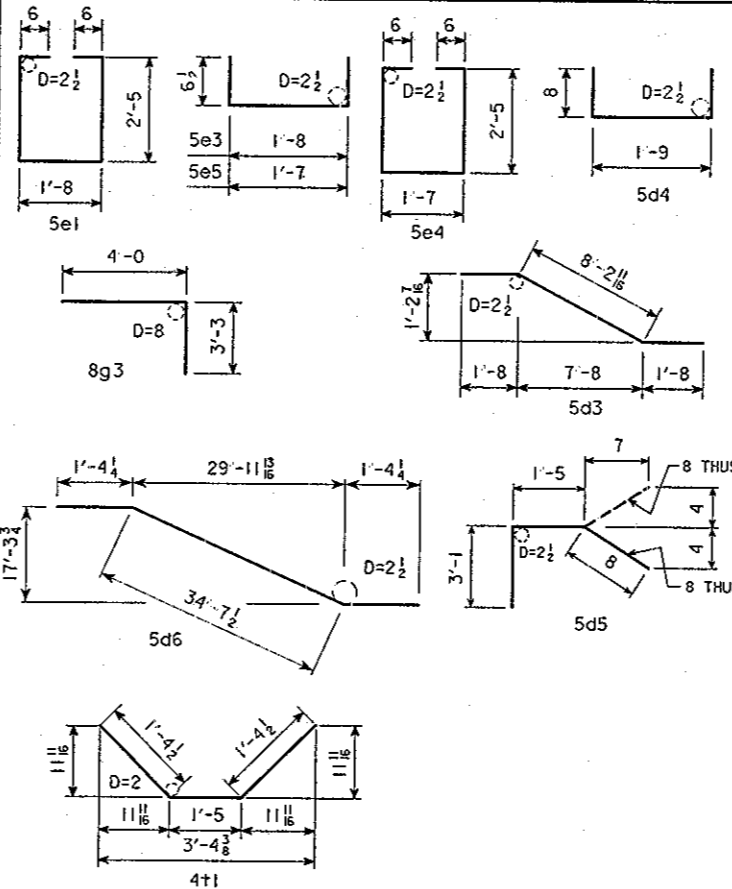 6 6
D=2 1/2
2'-5
1'-8
5e1
6 1/2
D=2 1/2
5e3 1'-8
5e5 1'-7
6 6
D=2 1/2
2'-5
1'-7
5e4
8
D=2 1/2
1'-9
5d4
4'-0
D=8
3'-3
8g3
8'-2 11/16
1'-2 7/16
D=2 1/2
1'-8 7'-8 1'-8
5d3
1'-4 1/4 29'-11 13/16 1'-4 1/4
17'-3 3/4
D=2 1/2
34'-7 1/2
5d6
7
1'-5
8 THUS
4
4
3'-1
D=2 1/2
8
8 THUS
5d5
1'-4 1/2 1'-4 1/2
11 11/16
D=2
11 11/16
11 11/16 1'-5 11 11/16
3'-4 3/8
4t1